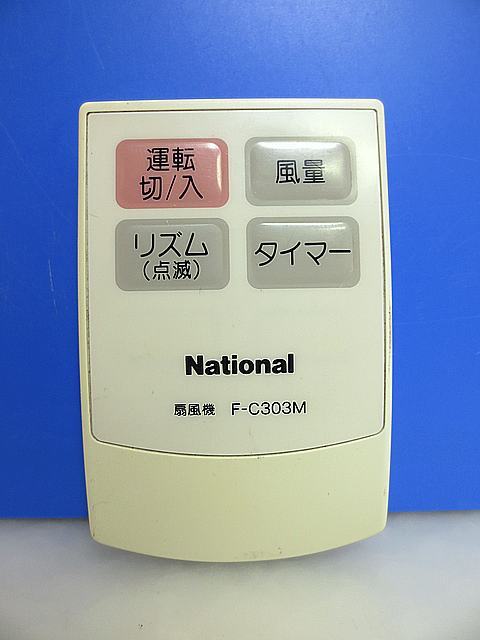 運転 風量
切/入
リズム タイマー
(点滅)
National
扇風機 F-C303M